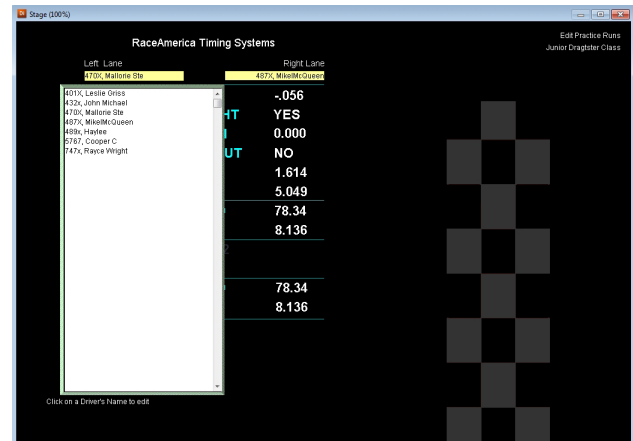 Stage (100%)
Edit Practice Runs
RaceAmerica Timing Systems
Junior Dragtster Class
Left Lane
Right Lane
470X, Mallorie Ste
487X, MikelMcQueen
401X, Leslie Griss
432x, John Michael
470X, Mallorie Ste
487X, MikelMcQueen
489x, Haylee
5767, Cooper C
747x, Rayce Wright
-.056
HT YES
0.000
UT NO
1.614
5.049
78.34
8.136
2
78.34
8.136
Click on a Driver's Name to edit